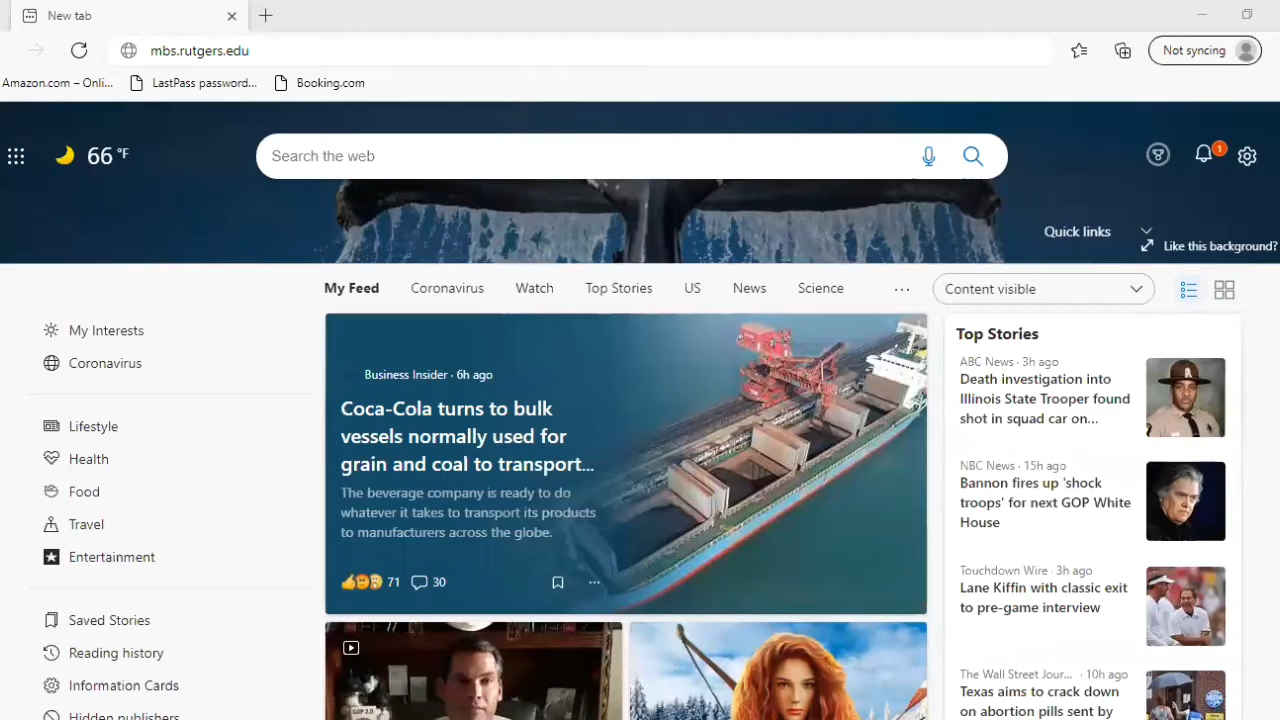 New tab
mbs.rutgers.edu
Not syncing
Amazon.com – Onli...
LastPass password...
Booking.com
66 °F
Search the web
1
Quick links
Like this background?
My Feed
Coronavirus
Watch
Top Stories
US
News
Science
...
Content visible
My Interests
Coronavirus
Lifestyle
Health
Food
Travel
Entertainment
Saved Stories
Reading history
Information Cards
Hidden publishers
Business Insider · 6h ago
Coca-Cola turns to bulk
vessels normally used for
grain and coal to transport...
The beverage company is ready to do
whatever it takes to transport its products
to manufacturers across the globe.
71
30
...
GOP 2.0
Top Stories
ABC News · 3h ago
Death investigation into
Illinois State Trooper found
shot in squad car on...
NBC News · 15h ago
Bannon fires up 'shock
troops' for next GOP White
House
Touchdown Wire · 3h ago
Lane Kiffin with classic exit
to pre-game interview
The Wall Street Jour... · 10h ago
Texas aims to crack down
on abortion pills sent by